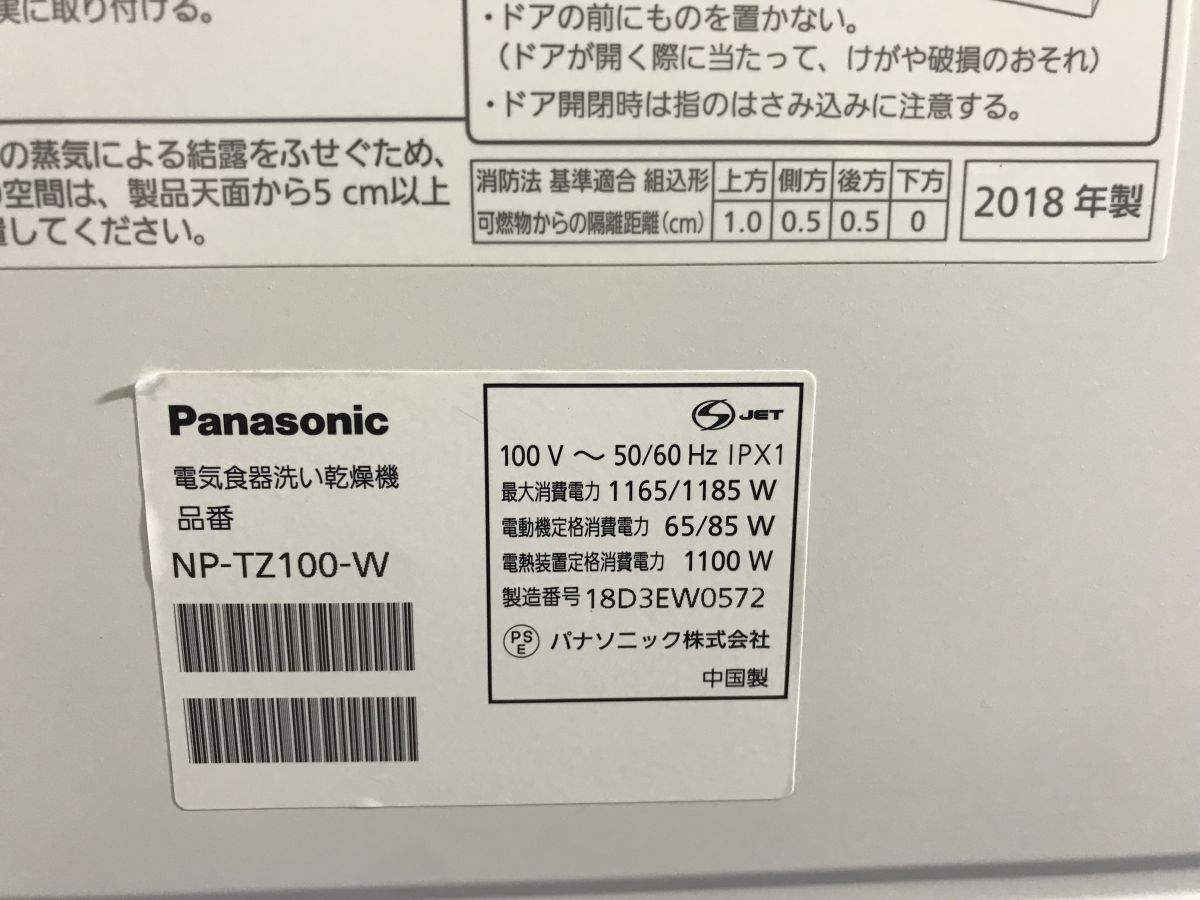 実に取り付ける。
・ドアの前にものを置かない。
(ドアが開く際に当たって、けがや破損のおそれ)
・ドア開閉時は指のはさみ込みに注意する。
の蒸気による結露をふせぐため、
空間は、製品天面から5 cm以上
してください。
消防法 基準適合 組込形 上方 側方 後方 下方
可燃物からの隔離距離(cm) 1.0 0.5 0.5 0
2018 年製
Panasonic
電気食器洗い乾燥機
品番
NP-TZ100-W
JET
100 V ～ 50/60 Hz IPX1
最大消費電力 1165/1185 W
電動機定格消費電力 65/85 W
電熱装置定格消費電力 1100 W
製造番号 18D3EW0572
PSE パナソニック株式会社
中国製